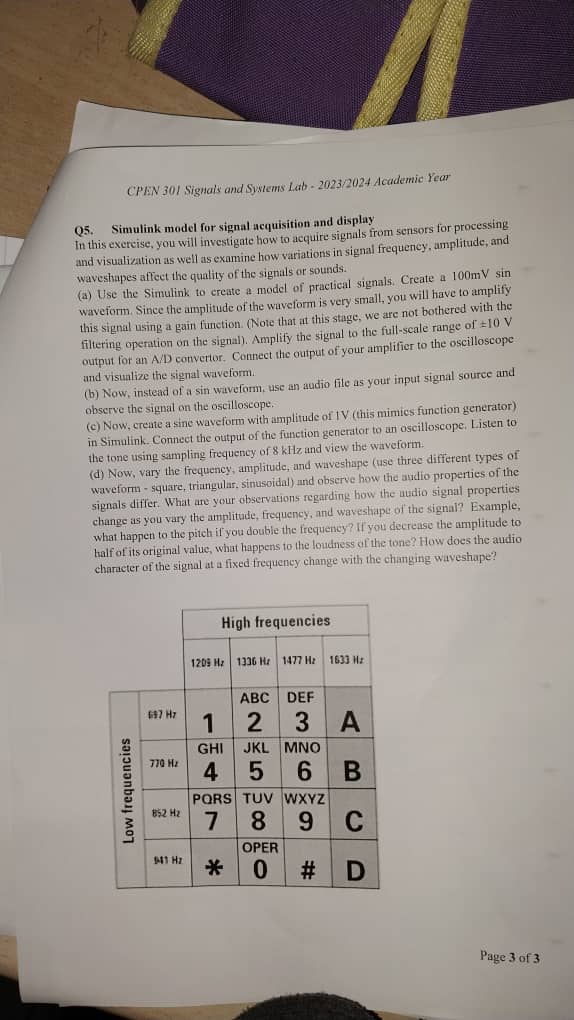 CPEN 301 Signals and Systems Lab - 2023/2024 Academic Year
Q5. Simulink model for signal acquisition and display
In this exercise, you will investigate how to acquire signals from sensors for processing
and visualization as well as examine how variations in signal frequency, amplitude, and
waveshapes affect the quality of the signals or sounds.
(a) Use the Simulink to create a model of practical signals. Create a 100mV sin
waveform. Since the amplitude of the waveform is very small, you will have to amplify
this signal using a gain function. (Note that at this stage, we are not bothered with the
filtering operation on the signal). Amplify the signal to the full-scale range of ±10 V
output for an A/D convertor. Connect the output of your amplifier to the oscilloscope
and visualize the signal waveform.
(b) Now, instead of a sin waveform, use an audio file as your input signal source and
observe the signal on the oscilloscope.
(c) Now, create a sine waveform with amplitude of 1V (this mimics function generator)
in Simulink. Connect the output of the function generator to an oscilloscope. Listen to
the tone using sampling frequency of 8 kHz and view the waveform.
(d) Now, vary the frequency, amplitude, and waveshape (use three different types of
waveform - square, triangular, sinusoidal) and observe how the audio properties of the
signals differ. What are your observations regarding how the audio signal properties
change as you vary the amplitude, frequency, and waveshape of the signal? Example,
what happen to the pitch if you double the frequency? If you decrease the amplitude to
half of its original value, what happens to the loudness of the tone? How does the audio
character of the signal at a fixed frequency change with the changing waveshape?
High frequencies
1209 Hz 1336 Hz 1477 Hz 1633 Hz
Low frequencies
ABC DEF
697 Hz 1 2 3 A
GHI JKL MNO
770 Hz 4 5 6 B
PQRS TUV WXYZ
852 Hz 7 8 9 C
OPER
941 Hz * 0 # D
Page 3 of 3